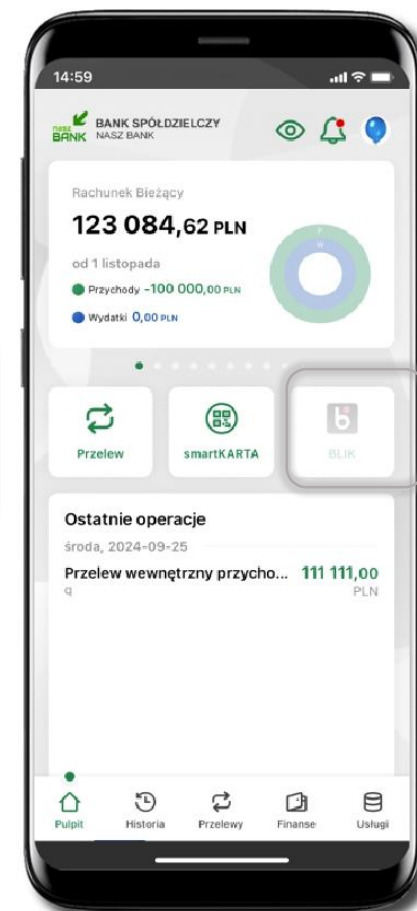 14:59
nasz
BANK
BANK SPÓŁDZIELCZY
NASZ BANK
Rachunek Bieżący
123 084,62 PLN
od 1 listopada
Przychody -100 000,00 PLN
Wydatki 0,00 PLN
P
W
Przelew
smartKARTA
BLIK
Ostatnie operacje
środa, 2024-09-25
Przelew wewnętrzny przycho... 111 111,00
q PLN
Pulpit Historia Przelewy Finanse Usługi